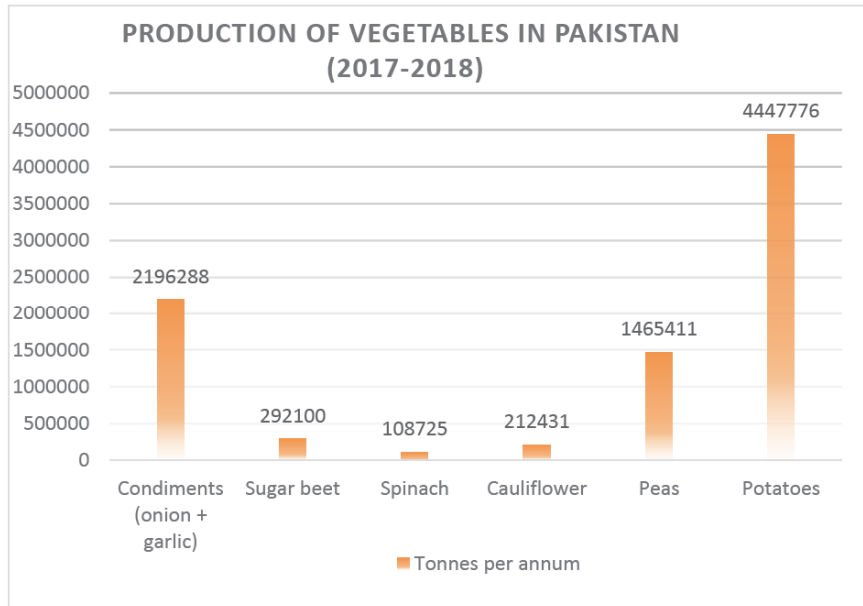 PRODUCTION OF VEGETABLES IN PAKISTAN
(2017-2018)
5000000
4500000
4000000
3500000
3000000
2500000
2000000
1500000
1000000
500000
0
2196288
292100
108725
212431
1465411
4447776
Condiments
(onion +
garlic)
Sugar beet
Spinach
Cauliflower
Peas
Potatoes
Tonnes per annum